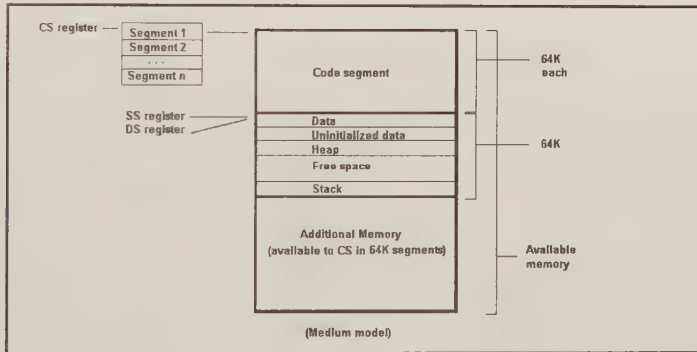 CS register
Segment 1
Segment 2
...
Segment n
Code segment
64K
each
SS register
DS register
Data
Uninitialized data
Heap
Free space
Stack
64K
Additional Memory
(available to CS in 64K segments)
Available
memory
(Medium model)